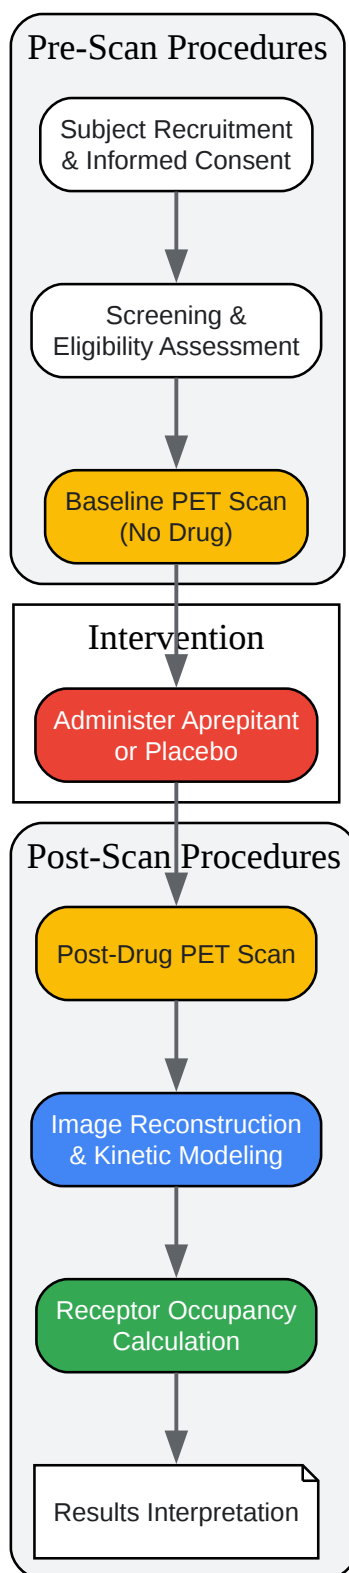 Pre-Scan Procedures
Subject Recruitment
& Informed Consent
Screening &
Eligibility Assessment
Baseline PET Scan
(No Drug)
Intervention
Administer Aprepitant
or Placebo
Post-Scan Procedures
Post-Drug PET Scan
Image Reconstruction
& Kinetic Modeling
Receptor Occupancy
Calculation
Results Interpretation